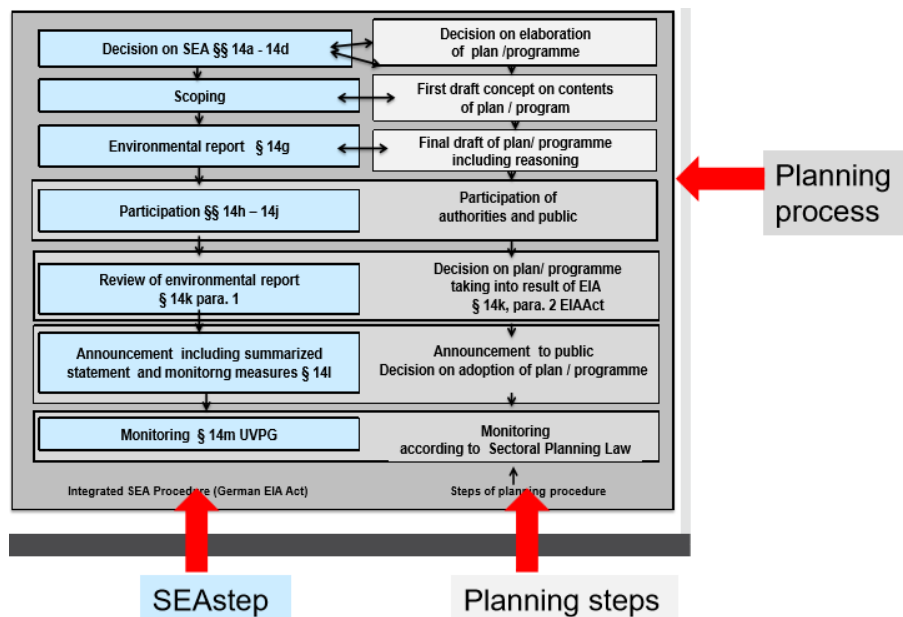 Decision on SEA §§ 14a - 14d
Decision on elaboration
of plan /programme
Scoping
First draft concept on contents
of plan / program
Environmental report § 14g
Final draft of plan/ programme
including reasoning
Participation §§ 14h – 14j
Participation of
authorities and public
Review of environmental report
§ 14k para. 1
Decision on plan/ programme
taking into result of EIA
§ 14k, para. 2 EIAAct
Announcement including summarized
statement and monitorng measures § 14l
Announcement to public
Decision on adoption of plan / programme
Monitoring § 14m UVPG
Monitoring
according to Sectoral Planning Law
Integrated SEA Procedure (German EIA Act)
Steps of planning procedure
Planning
process
SEAstep
Planning steps